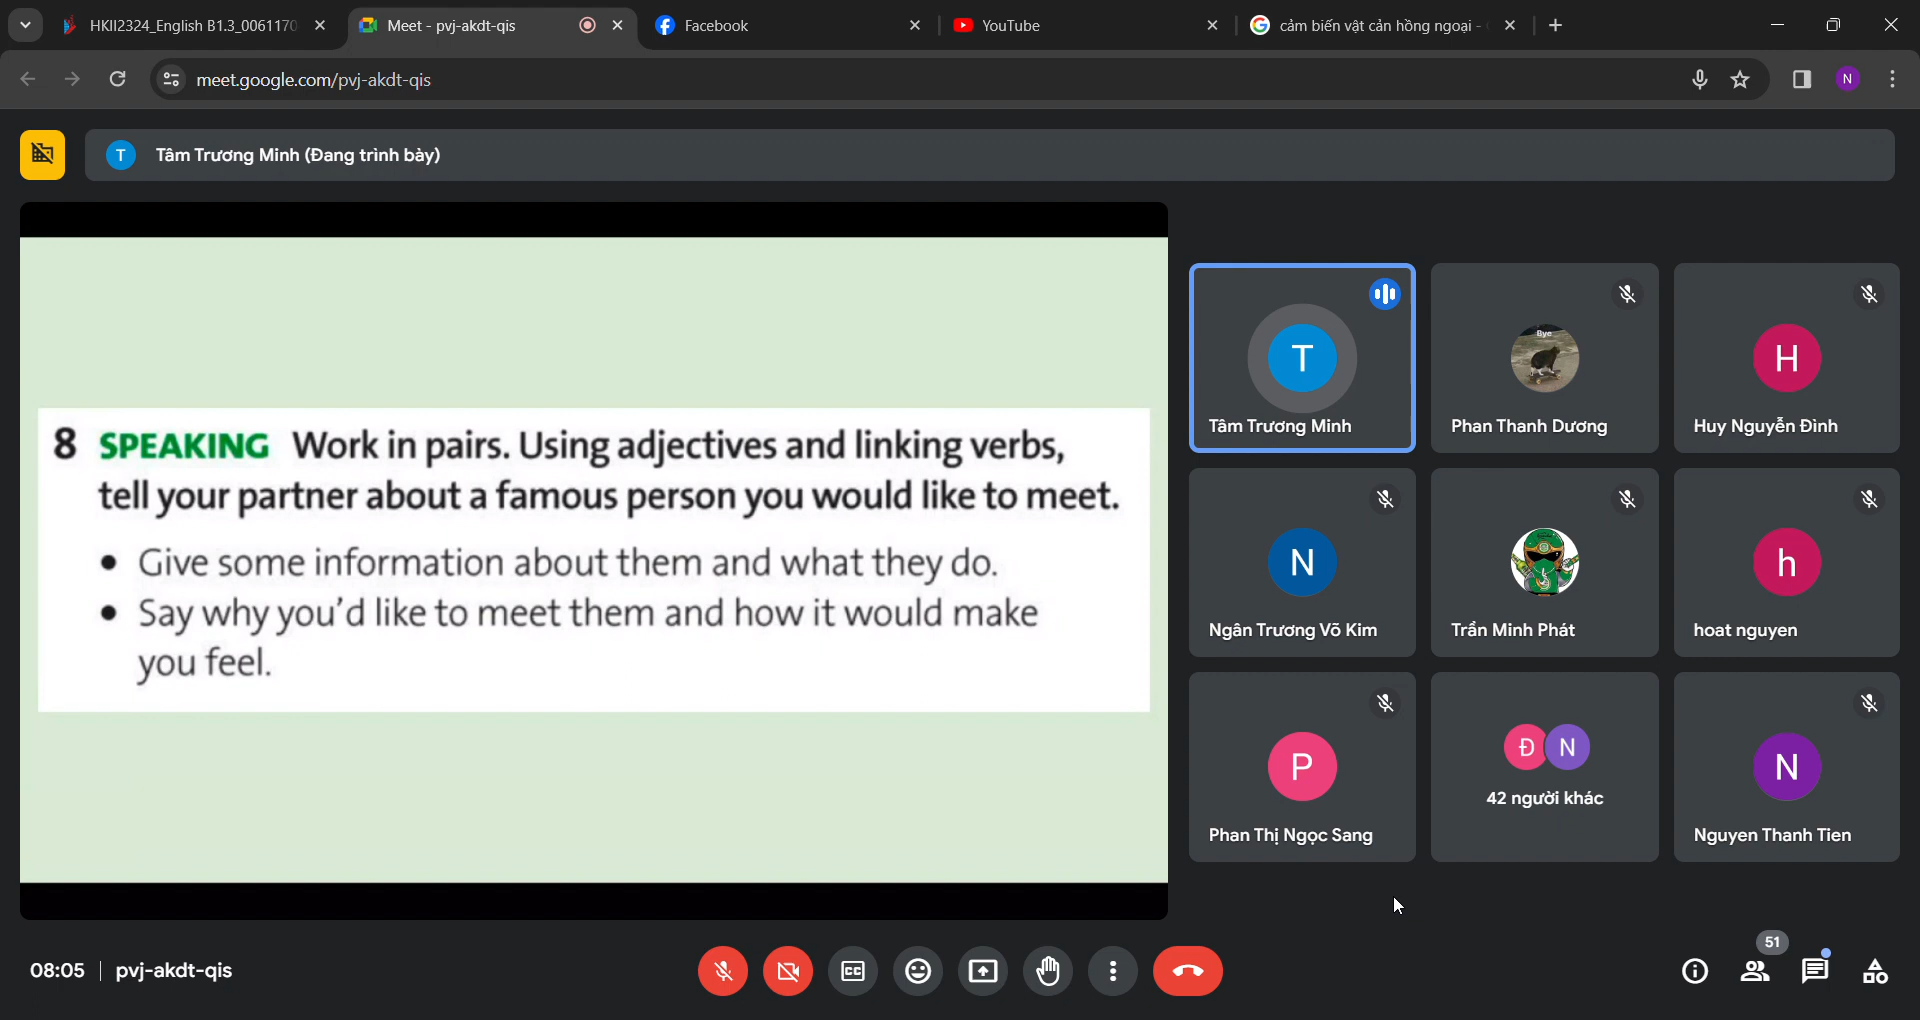 HKII2324_English B1.3_0061170
Meet - pvj-akdt-qis
Facebook
YouTube
cảm biến vật cản hồng ngoại -
meet.google.com/pvj-akdt-qis
N
T
Tâm Trương Minh (Đang trình bày)
8 SPEAKING Work in pairs. Using adjectives and linking verbs,
tell your partner about a famous person you would like to meet.
• Give some information about them and what they do.
• Say why you'd like to meet them and how it would make
you feel.
T
Tâm Trương Minh
Bye
Phan Thanh Dương
H
Huy Nguyễn Đình
N
Ngân Trương Võ Kim
Trần Minh Phát
h
hoat nguyen
P
Phan Thị Ngọc Sang
Đ N
42 người khác
N
Nguyen Thanh Tien
08:05 | pvj-akdt-qis
CC
51